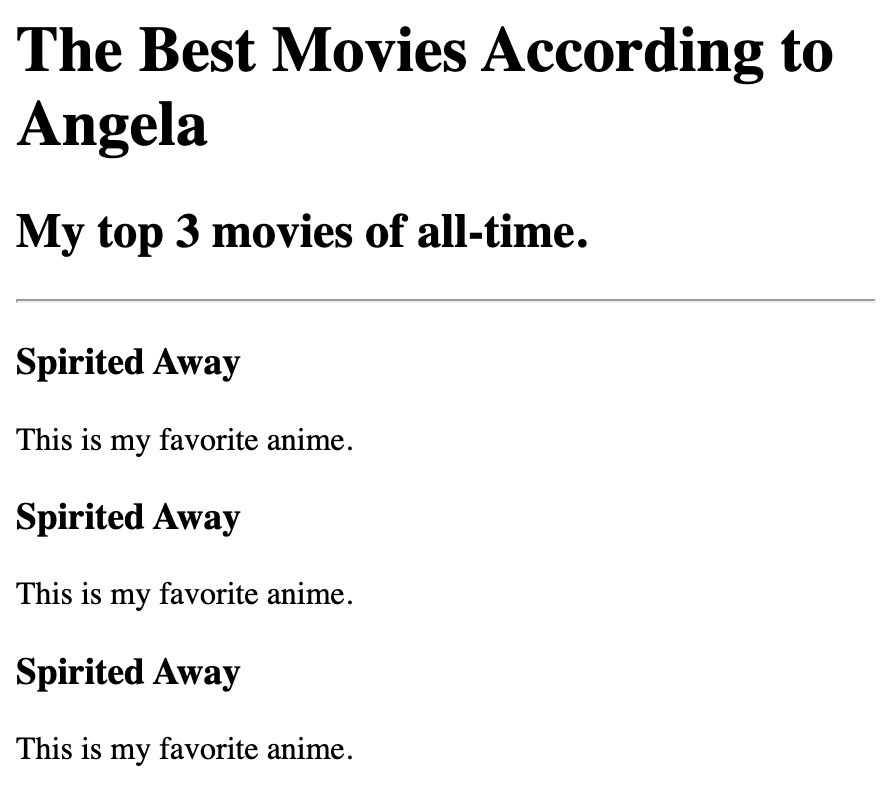 The Best Movies According to
Angela
My top 3 movies of all-time.
Spirited Away
This is my favorite anime.
Spirited Away
This is my favorite anime.
Spirited Away
This is my favorite anime.